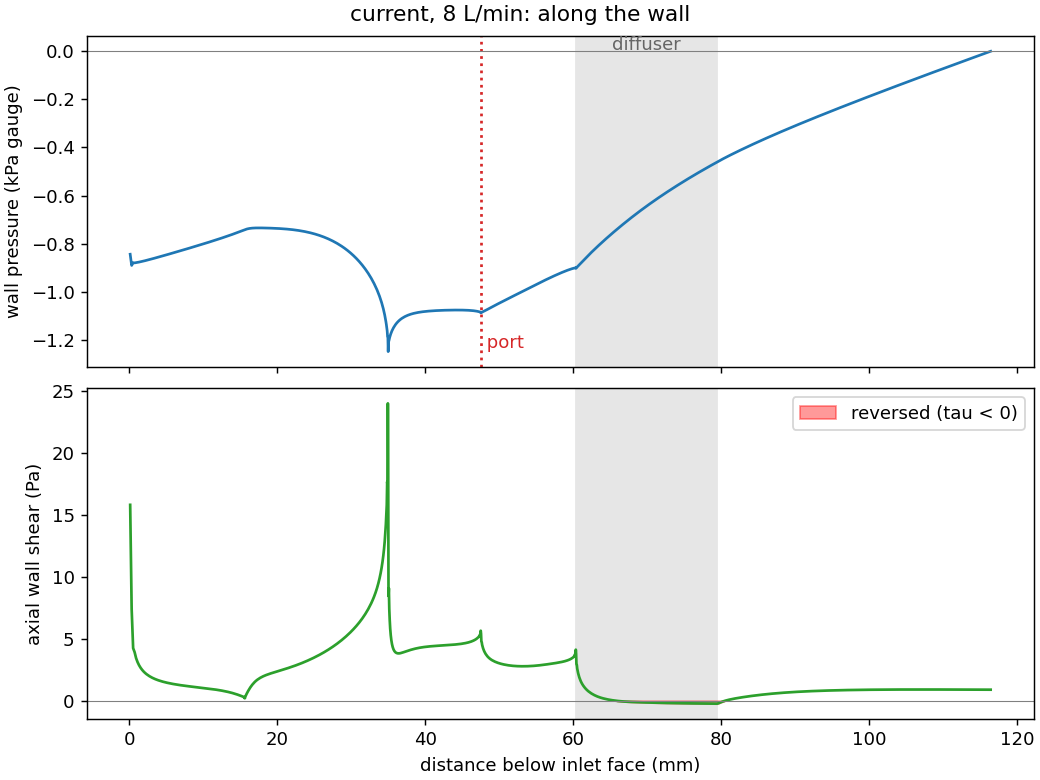 current, 8 L/min: along the wall
diffuser
0.0
−0.2
−0.4
−0.6
−0.8
−1.0
−1.2
wall pressure (kPa gauge)
port
25
20
15
10
5
0
axial wall shear (Pa)
reversed (tau < 0)
0 20 40 60 80 100 120
distance below inlet face (mm)